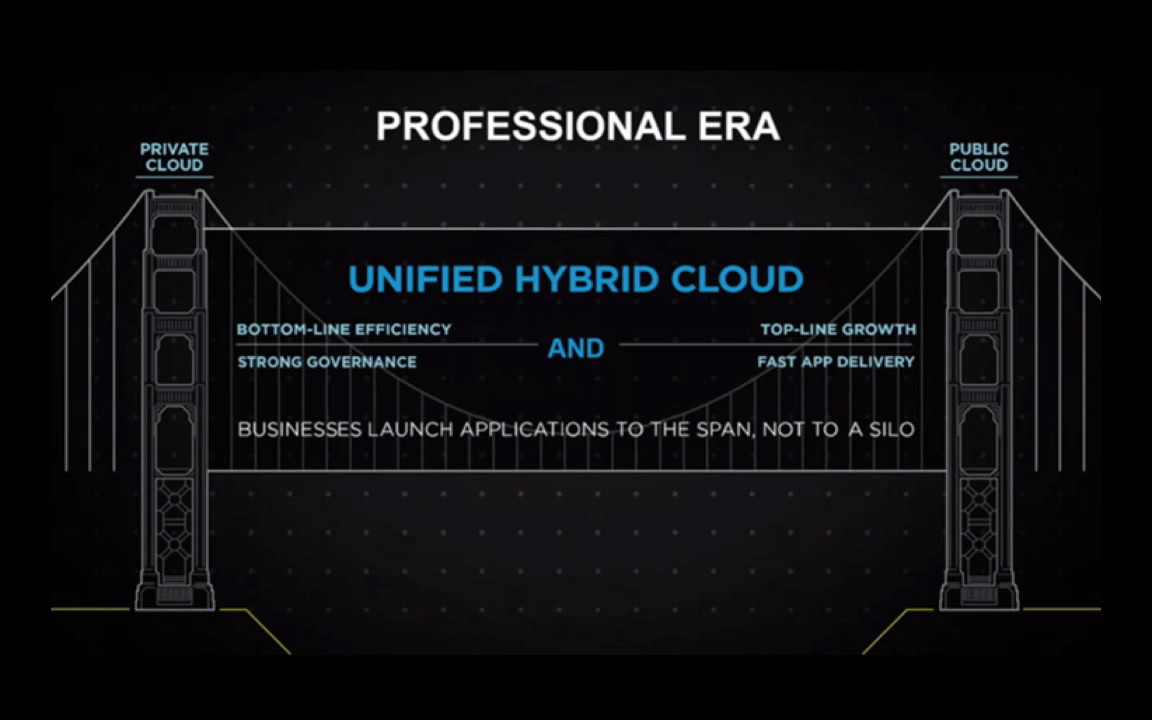 PROFESSIONAL ERA
PRIVATE
CLOUD
PUBLIC
CLOUD
UNIFIED HYBRID CLOUD
BOTTOM-LINE EFFICIENCY
TOP-LINE GROWTH
AND
STRONG GOVERNANCE
FAST APP DELIVERY
BUSINESSES LAUNCH APPLICATIONS TO THE SPAN, NOT TO A SILO